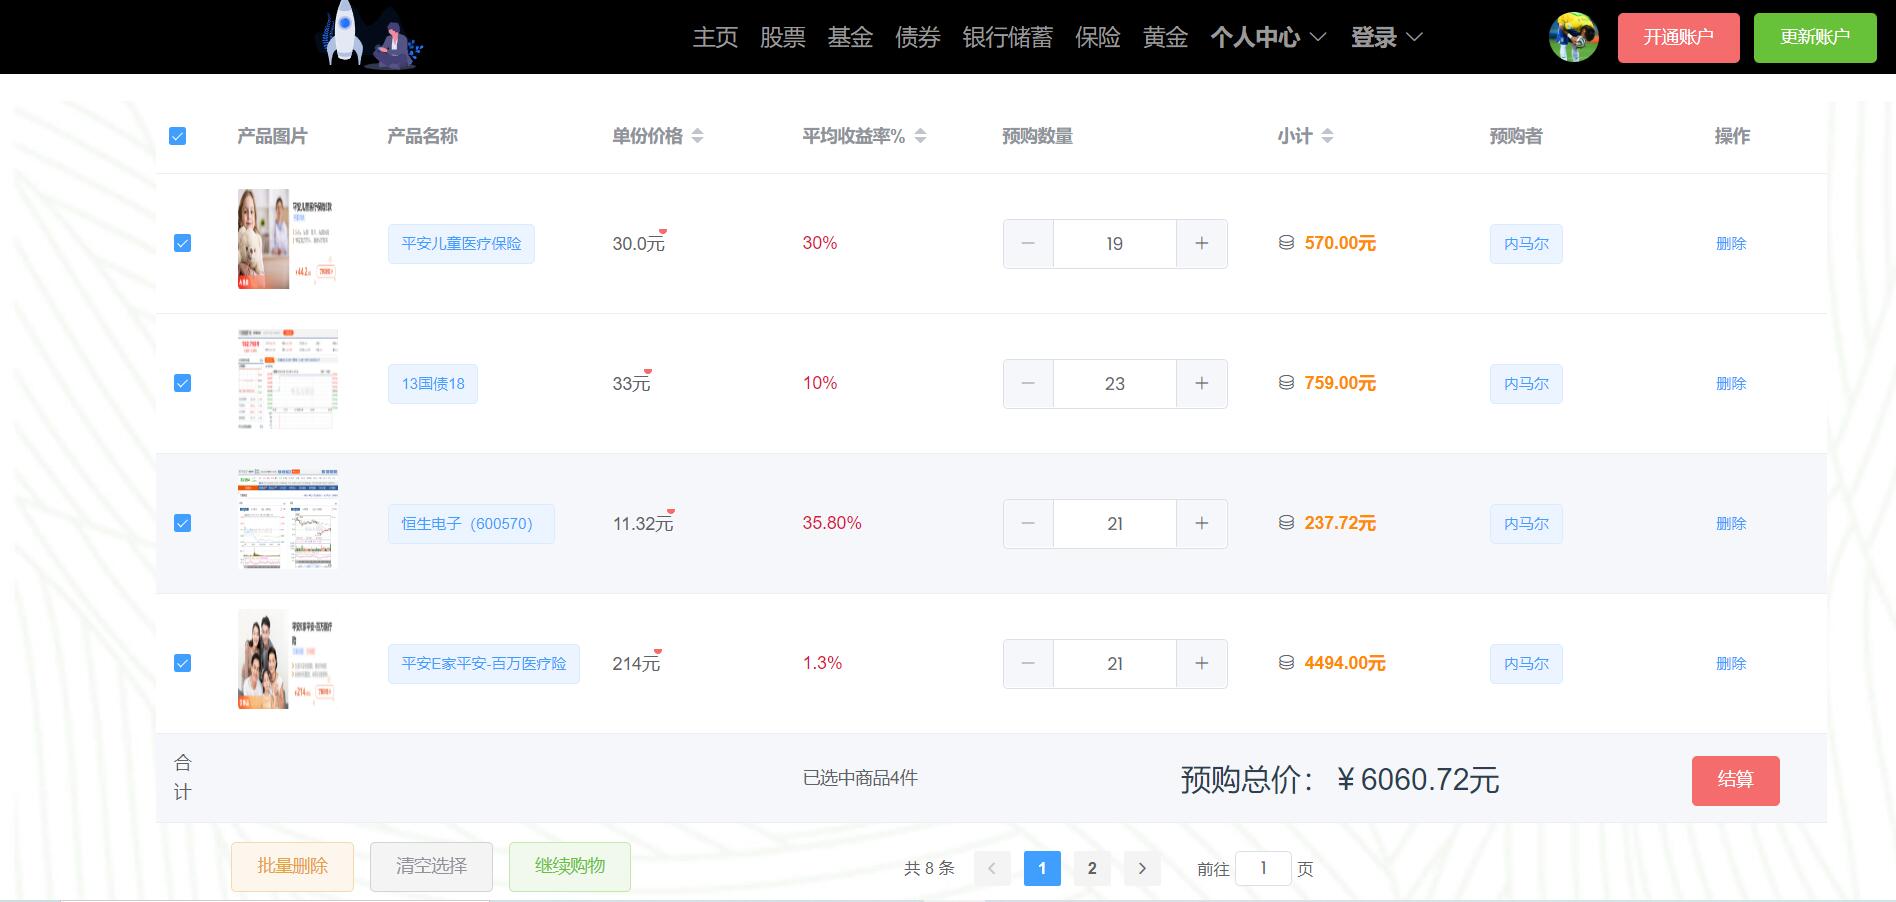 主页 股票 基金 债券 银行储蓄 保险 黄金 个人中心 登录 开通账户 更新账户
产品图片 产品名称 单份价格 平均收益率% 预购数量 小计 预购者 操作
平安儿童医疗保险 30.0元 30% 19 570.00元 内马尔 删除
13国债18 33元 10% 23 759.00元 内马尔 删除
恒生电子（600570） 11.32元 35.80% 21 237.72元 内马尔 删除
平安E家平安-百万医疗险 214元 1.3% 21 4494.00元 内马尔 删除
合计 已选中商品4件 预购总价：￥6060.72元 结算
批量删除 清空选择 继续购物 共 8 条 1 2 前往 1 页